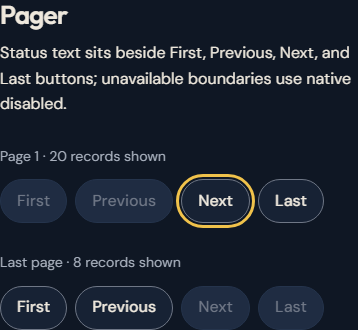 Pager
Status text sits beside First, Previous, Next, and
Last buttons; unavailable boundaries use native
disabled.
Page 1 · 20 records shown
First Previous Next Last
Last page · 8 records shown
First Previous Next Last